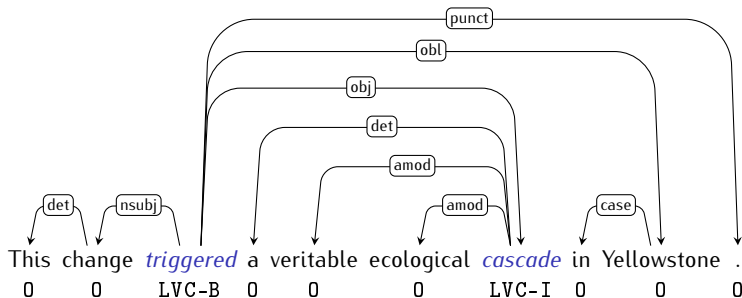 punct
obl
obj
det
amod
det nsubj amod case
This change triggered a veritable ecological cascade in Yellowstone .
O O LVC-B O O O LVC-I O O O